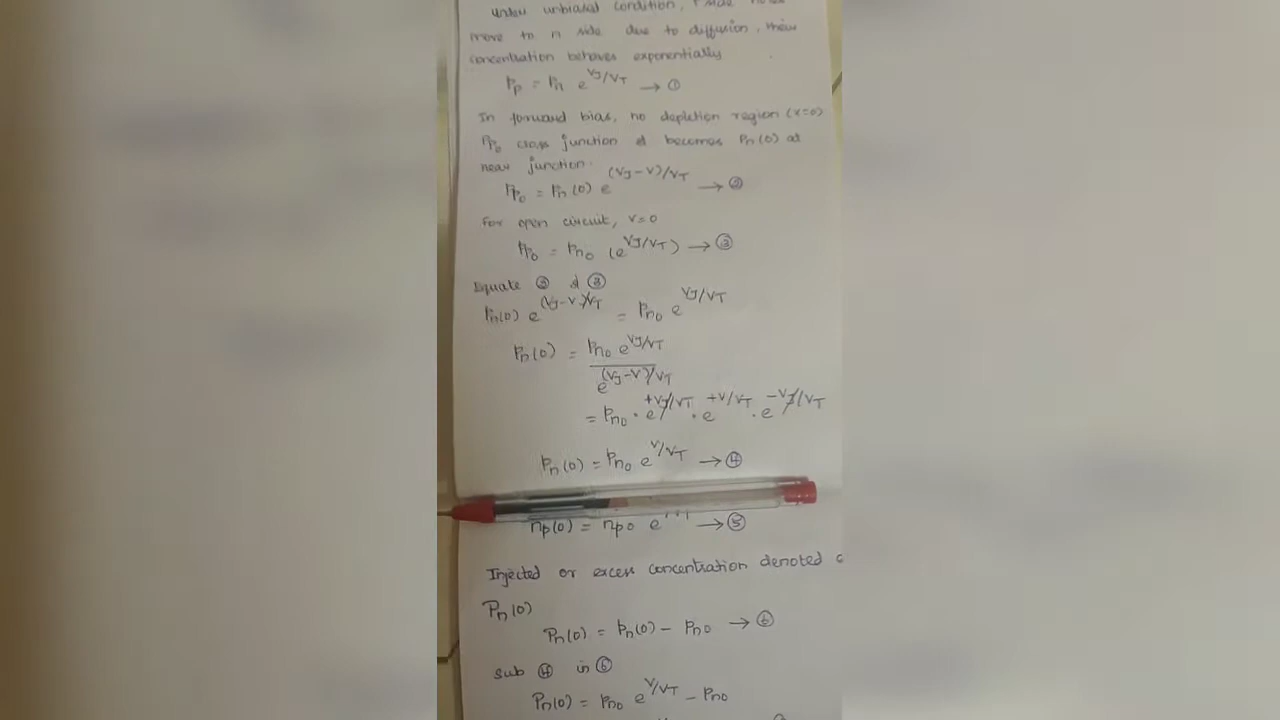 under unbiased condition, P side holes
move to n side due to diffusion, their
concentration behaves exponentially
Pp = Pn e^VJ/VT → ①
In forward bias, no depletion region (x=0)
Pp₀ cross junction & becomes Pn(0) at
near junction.
Pp₀ = Pn(0) e^(VJ-V)/VT → ②
For open circuit, V=0
Pp₀ = Pn₀ (e^VJ/VT) → ③
Equate ② & ③
Pn(0) e^(VJ-V)/VT = Pn₀ e^VJ/VT
Pn(0) = Pn₀ e^VJ/VT
e^(VJ-V)/VT
= Pn₀ · e^+VJ/VT · e^+V/VT · e^-VJ/VT
Pn(0) = Pn₀ e^V/VT → ④
np(0) = npo e → ⑤
Injected or excess concentration denoted
Pn(0)
Pn(0) = Pn(0) - Pno → ⑥
sub ④ in ⑥
Pn(0) = Pno e^V/VT - Pno